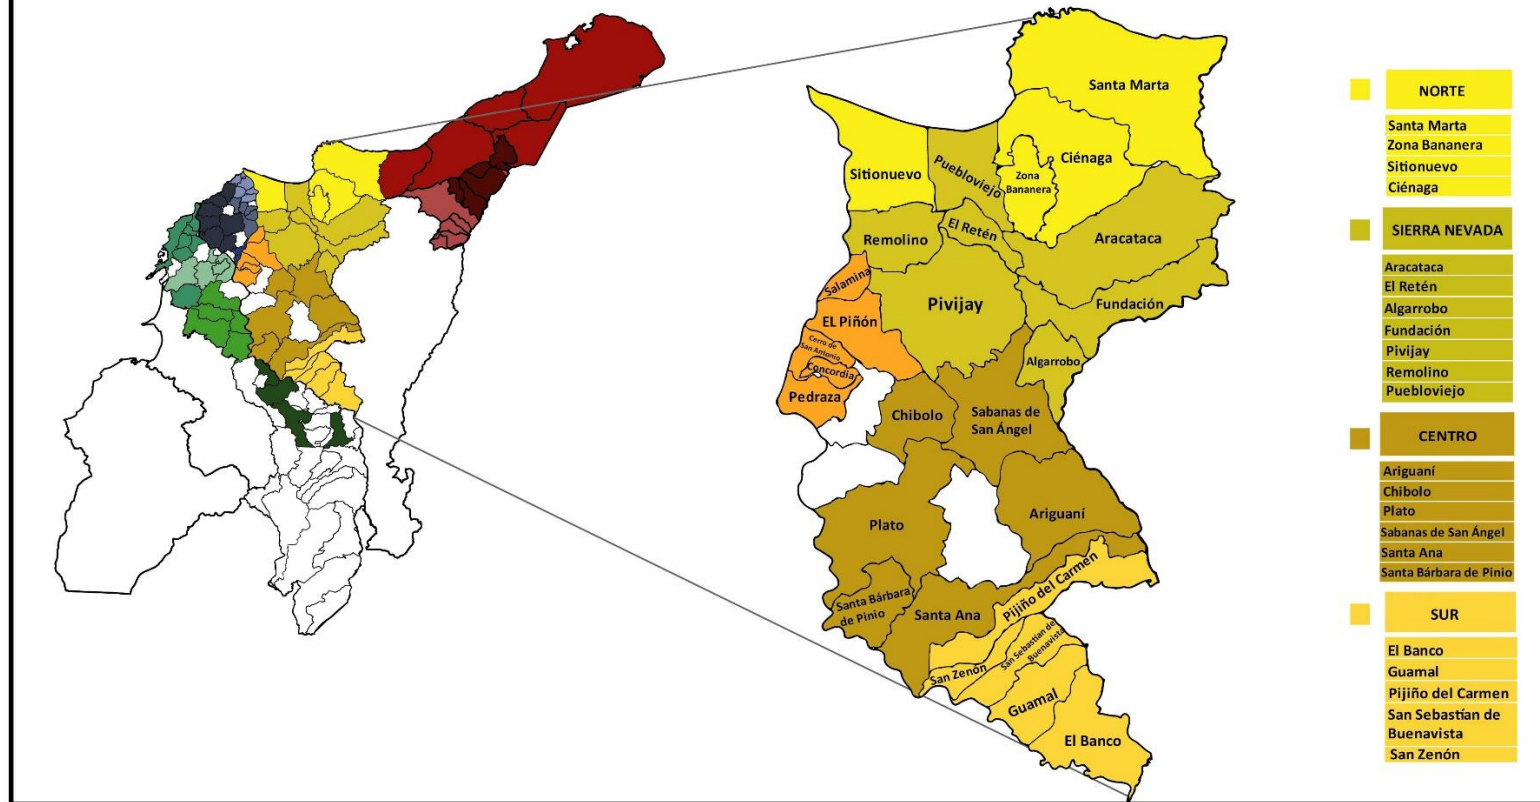 Santa Marta
Ciénaga
Zona
Bananera
Sitionuevo
Puebloviejo
El Retén
Remolino
Aracataca
Salamina
Pivijay
Fundación
EL Piñón
Cerro de
San Antonio
Concordia
Algarrobo
Pedraza
Chibolo
Sabanas de
San Ángel
Plato
Ariguaní
Pijiño del Carmen
Santa Bárbara
de Pinio
Santa Ana
San Sebastian de
Buenavista
San Zenón
Guamal
El Banco
NORTE
Santa Marta
Zona Bananera
Sitionuevo
Ciénaga
SIERRA NEVADA
Aracataca
El Retén
Algarrobo
Fundación
Pivijay
Remolino
Puebloviejo
CENTRO
Ariguaní
Chibolo
Plato
Sabanas de San Ángel
Santa Ana
Santa Bárbara de Pinio
SUR
El Banco
Guamal
Pijiño del Carmen
San Sebastían de
Buenavista
San Zenón